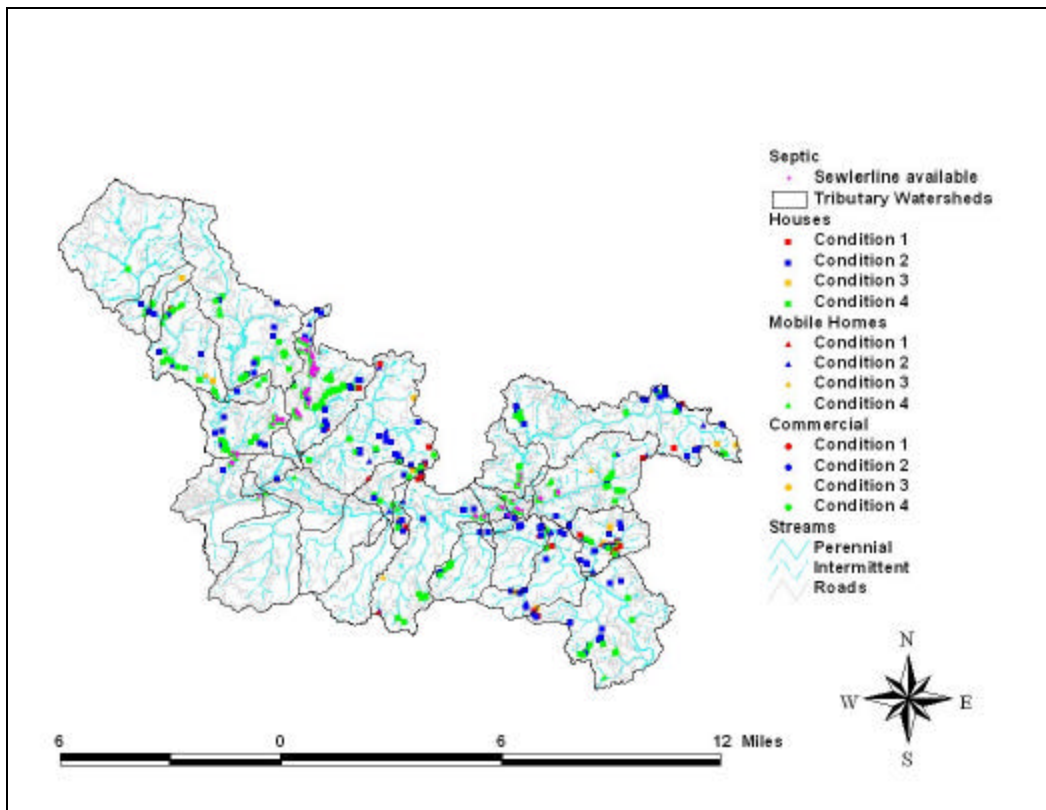 Septic
Sewlerline available
Tributary Watersheds
Houses
Condition 1
Condition 2
Condition 3
Condition 4
Mobile Homes
Condition 1
Condition 2
Condition 3
Condition 4
Commercial
Condition 1
Condition 2
Condition 3
Condition 4
Streams
Perennial
Intermittent
Roads
N
W E
S
6 0 6 12 Miles